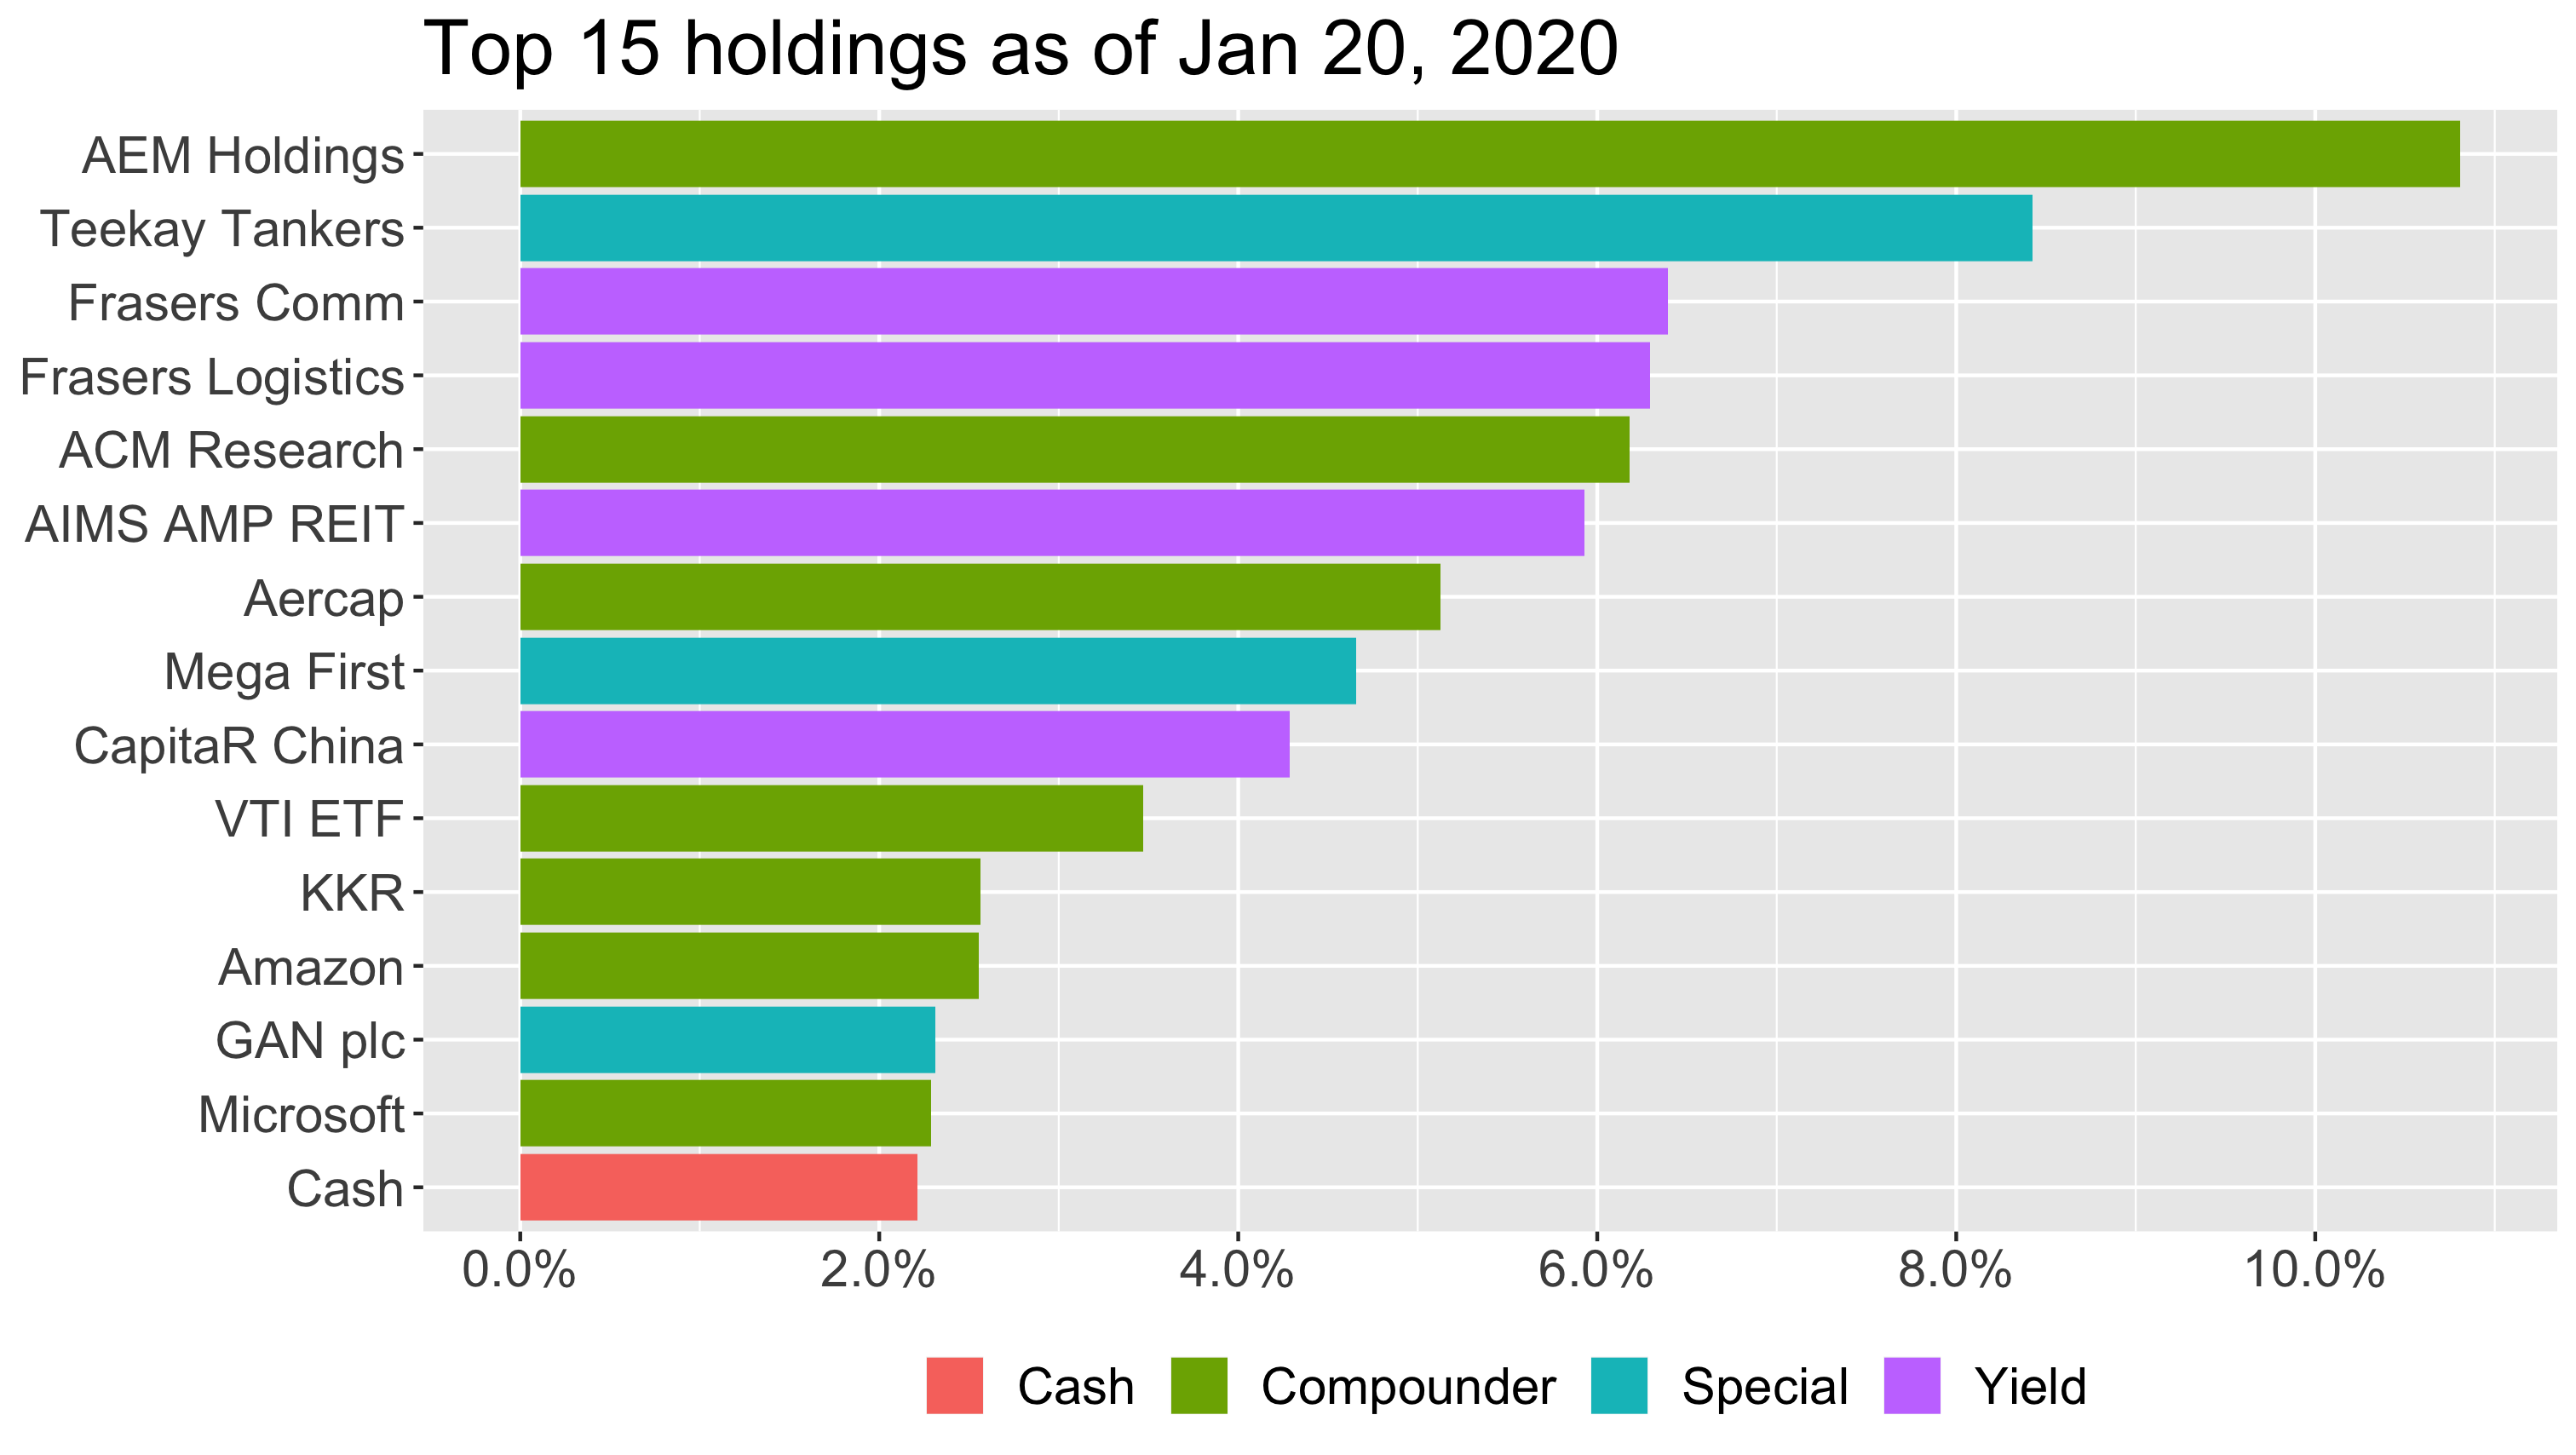 Top 15 holdings as of Jan 20, 2020
AEM Holdings
Teekay Tankers
Frasers Comm
Frasers Logistics
ACM Research
AIMS AMP REIT
Aercap
Mega First
CapitaR China
VTI ETF
KKR
Amazon
GAN plc
Microsoft
Cash
0.0% 2.0% 4.0% 6.0% 8.0% 10.0%
Cash Compounder Special Yield